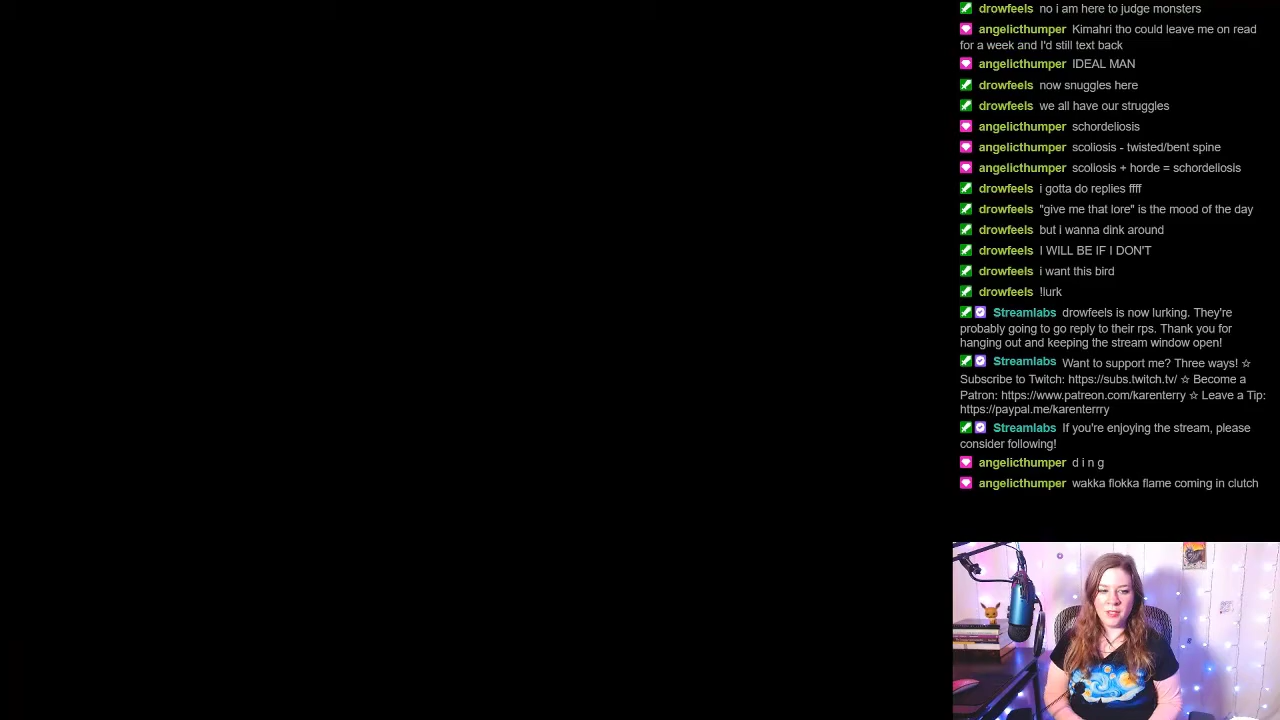 drowfeels no i am here to judge monsters
angelicthumper Kimahri tho could leave me on read
for a week and I'd still text back
angelicthumper IDEAL MAN
drowfeels now snuggles here
drowfeels we all have our struggles
angelicthumper schordeliosis
angelicthumper scoliosis - twisted/bent spine
angelicthumper scoliosis + horde = schordeliosis
drowfeels i gotta do replies ffff
drowfeels "give me that lore" is the mood of the day
drowfeels but i wanna dink around
drowfeels I WILL BE IF I DON'T
drowfeels i want this bird
drowfeels !lurk
Streamlabs drowfeels is now lurking. They're
probably going to go reply to their rps. Thank you for
hanging out and keeping the stream window open!
Streamlabs Want to support me? Three ways! ☆
Subscribe to Twitch: https://subs.twitch.tv/ ☆ Become a
Patron: https://www.patreon.com/karenterry ☆ Leave a Tip:
https://paypal.me/karenterrry
Streamlabs If you're enjoying the stream, please
consider following!
angelicthumper d i n g
angelicthumper wakka flokka flame coming in clutch